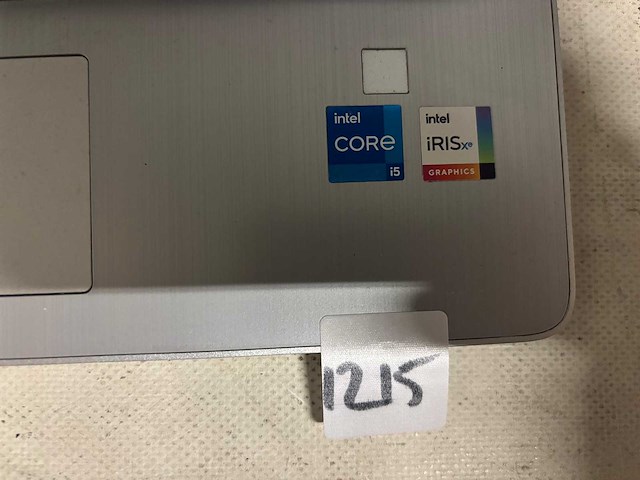 intel
CORe
i5
intel
iRISxe
GRAPHICS
1215